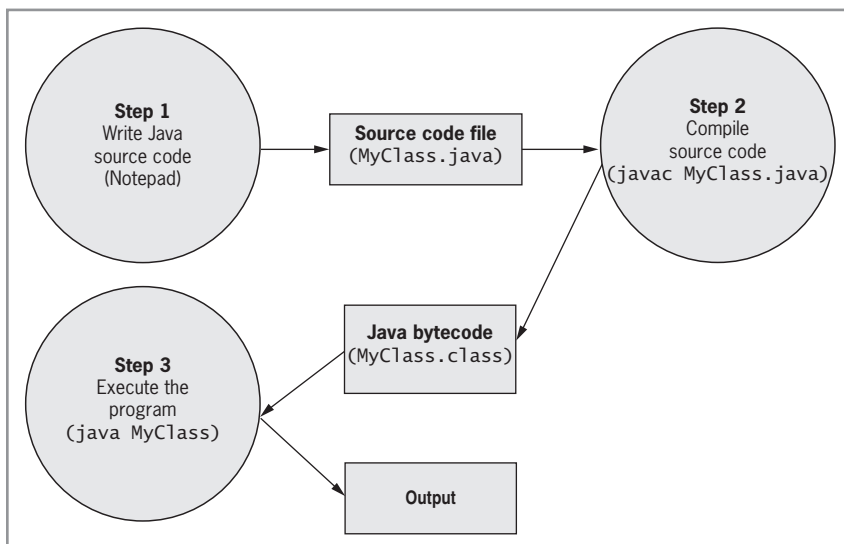 Step 1
Write Java
source code
(Notepad)
Source code file
(MyClass.java)
Step 2
Compile
source code
(javac MyClass.java)
Java bytecode
(MyClass.class)
Step 3
Execute the
program
(java MyClass)
Output